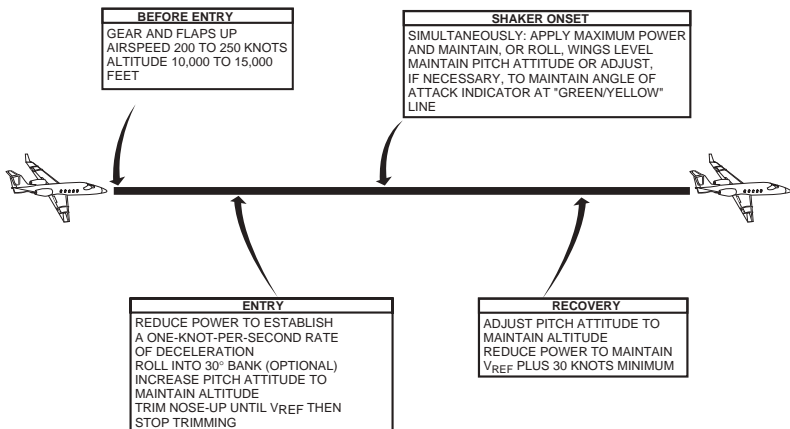 BEFORE ENTRY
GEAR AND FLAPS UP
AIRSPEED 200 TO 250 KNOTS
ALTITUDE 10,000 TO 15,000
FEET
SHAKER ONSET
SIMULTANEOUSLY: APPLY MAXIMUM POWER
AND MAINTAIN, OR ROLL, WINGS LEVEL
MAINTAIN PITCH ATTITUDE OR ADJUST,
IF NECESSARY, TO MAINTAIN ANGLE OF
ATTACK INDICATOR AT "GREEN/YELLOW"
LINE
ENTRY
REDUCE POWER TO ESTABLISH
A ONE-KNOT-PER-SECOND RATE
OF DECELERATION
ROLL INTO 30° BANK (OPTIONAL)
INCREASE PITCH ATTITUDE TO
MAINTAIN ALTITUDE
TRIM NOSE-UP UNTIL VREF THEN
STOP TRIMMING
RECOVERY
ADJUST PITCH ATTITUDE TO
MAINTAIN ALTITUDE
REDUCE POWER TO MAINTAIN
VREF PLUS 30 KNOTS MINIMUM